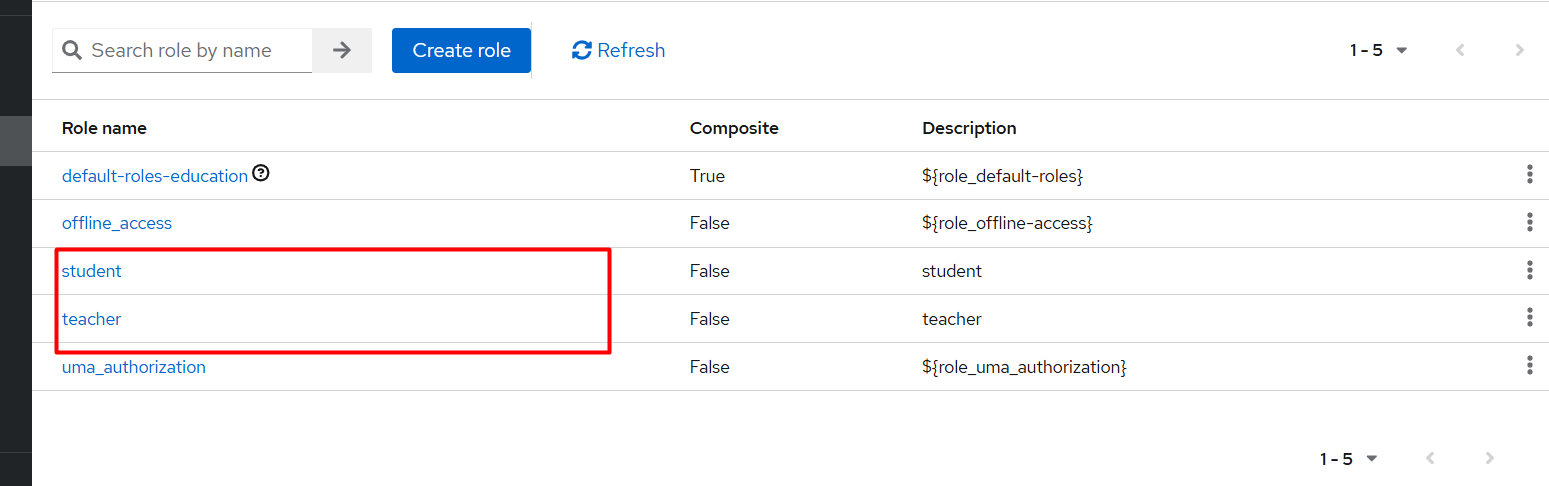 Search role by name Create role Refresh 1 - 5
Role name Composite Description
default-roles-education True ${role_default-roles}
offline_access False ${role_offline-access}
student False student
teacher False teacher
uma_authorization False ${role_uma_authorization}
1 - 5